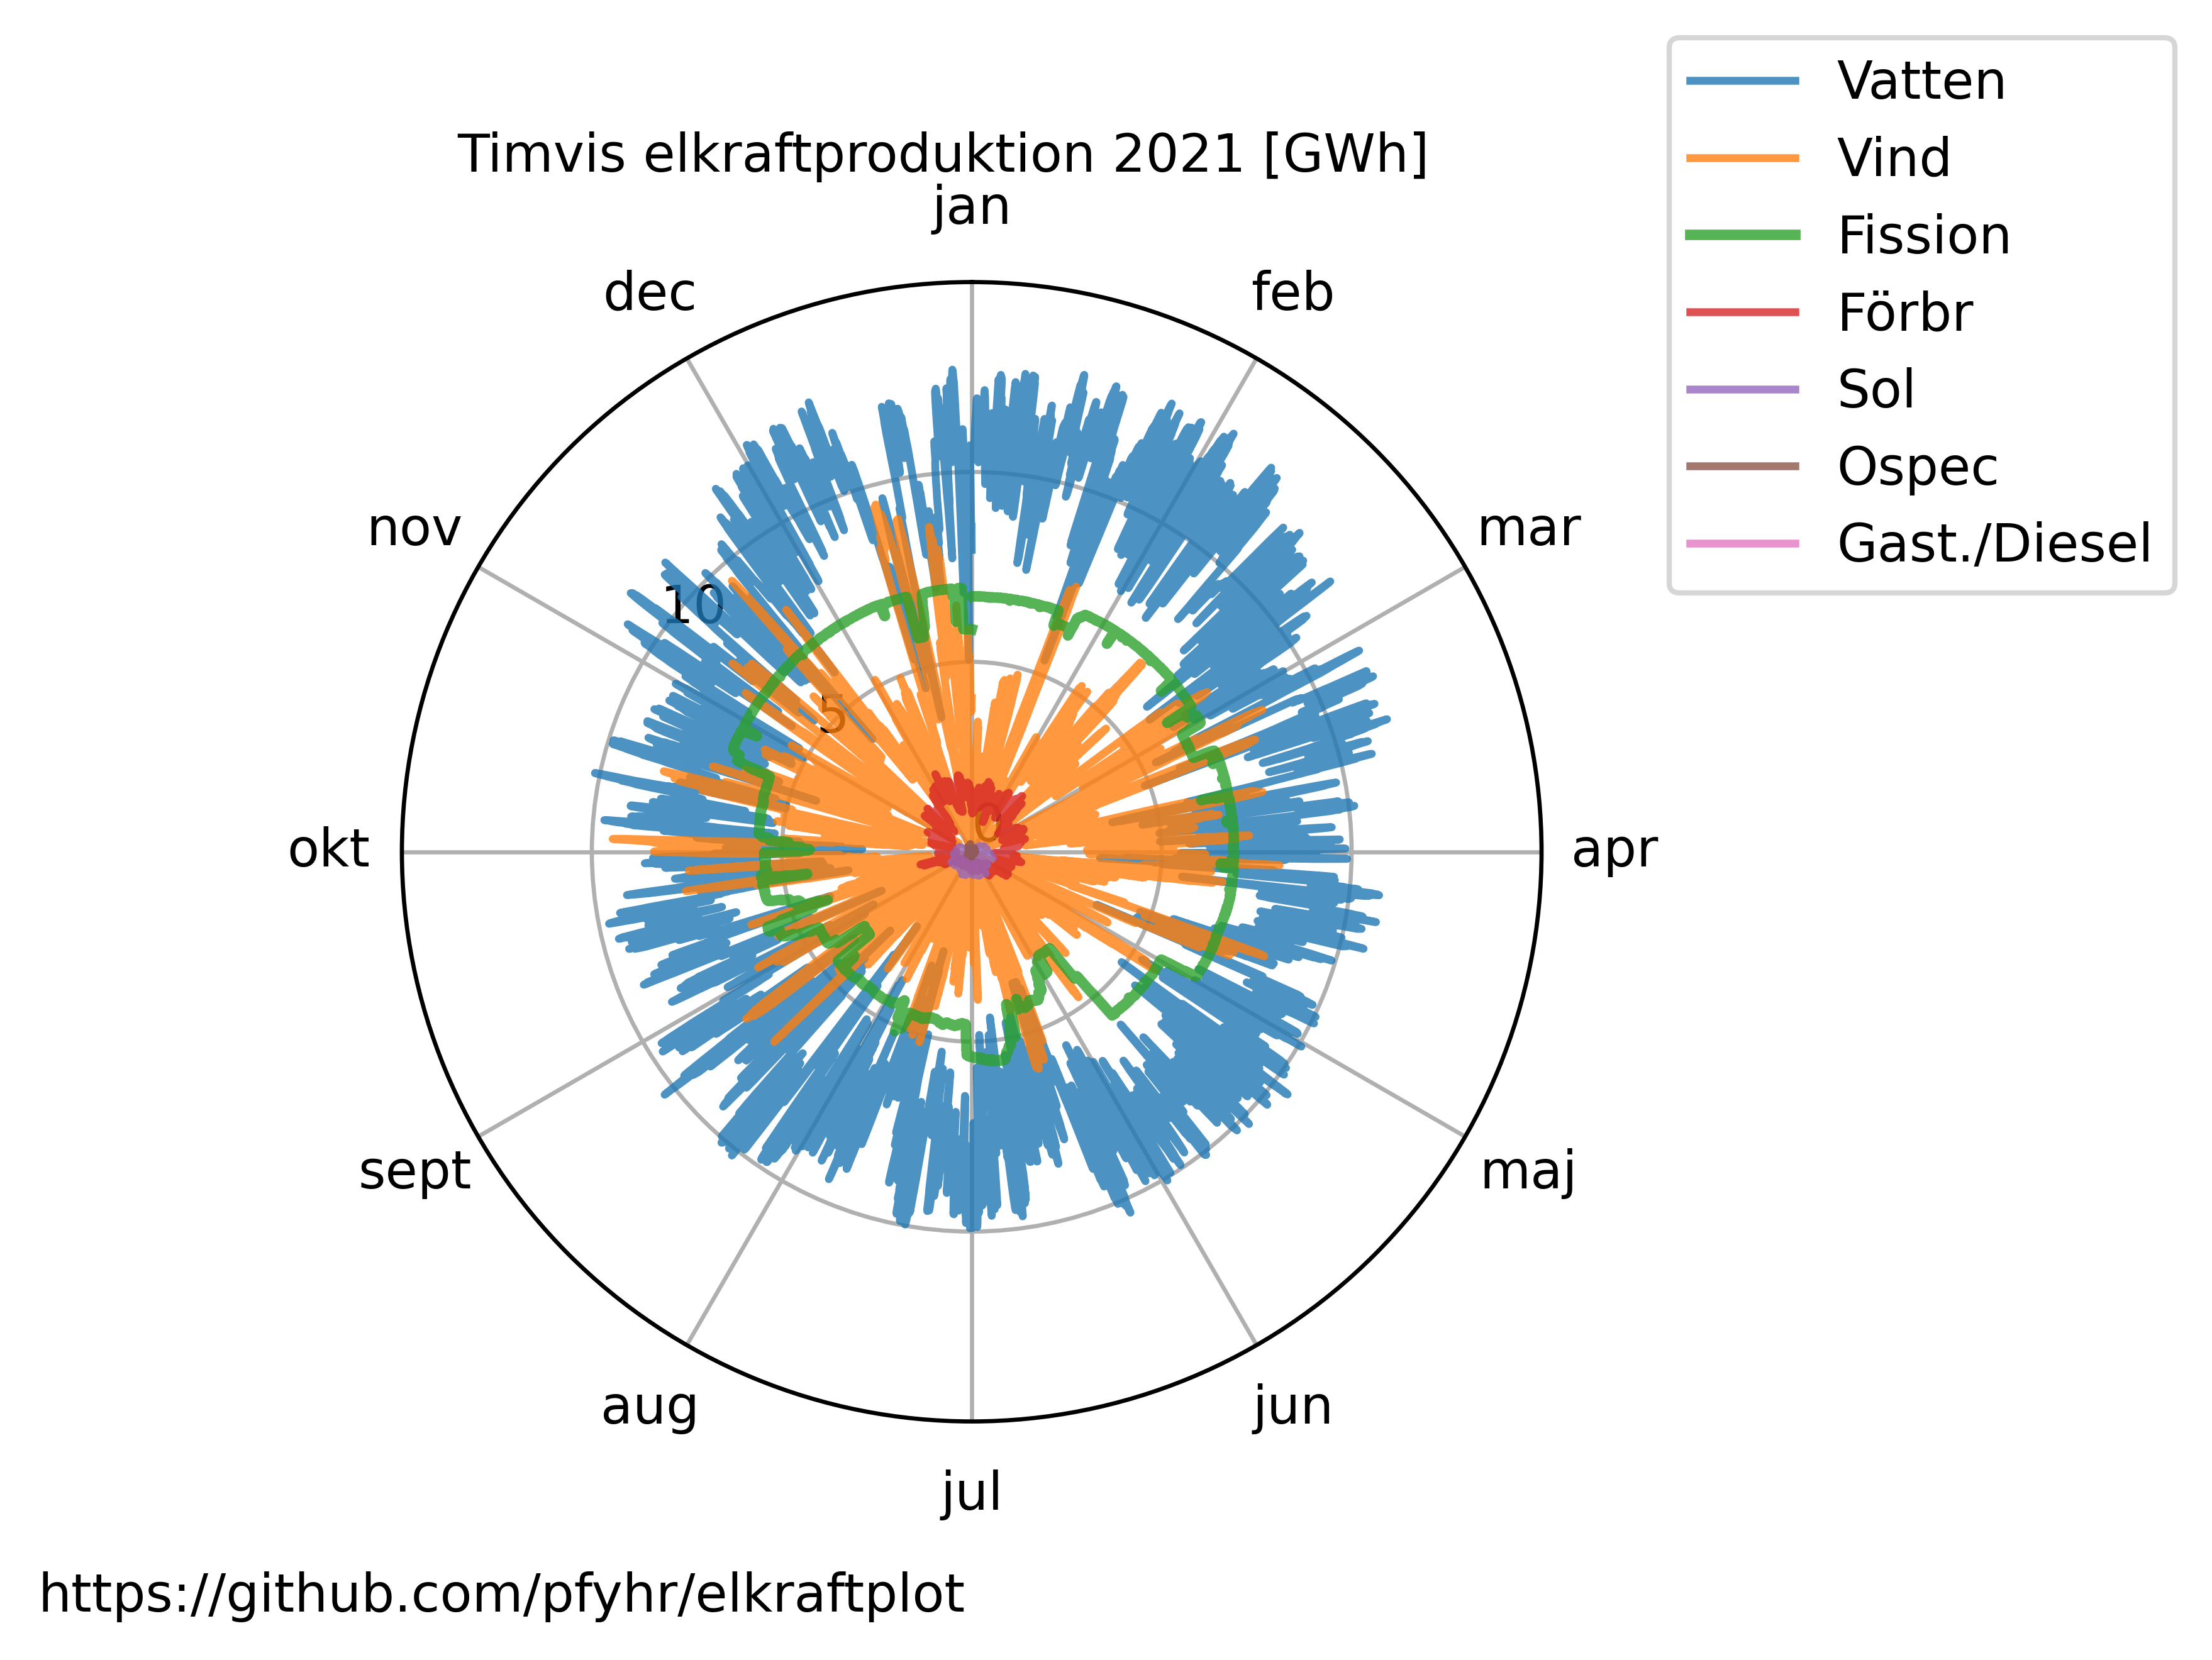 Timvis elkraftproduktion 2021 [GWh]
jan
feb
mar
apr
maj
jun
jul
aug
sept
okt
nov
dec
10
5
0
Vatten
Vind
Fission
Förbr
Sol
Ospec
Gast./Diesel
https://github.com/pfyhr/elkraftplot